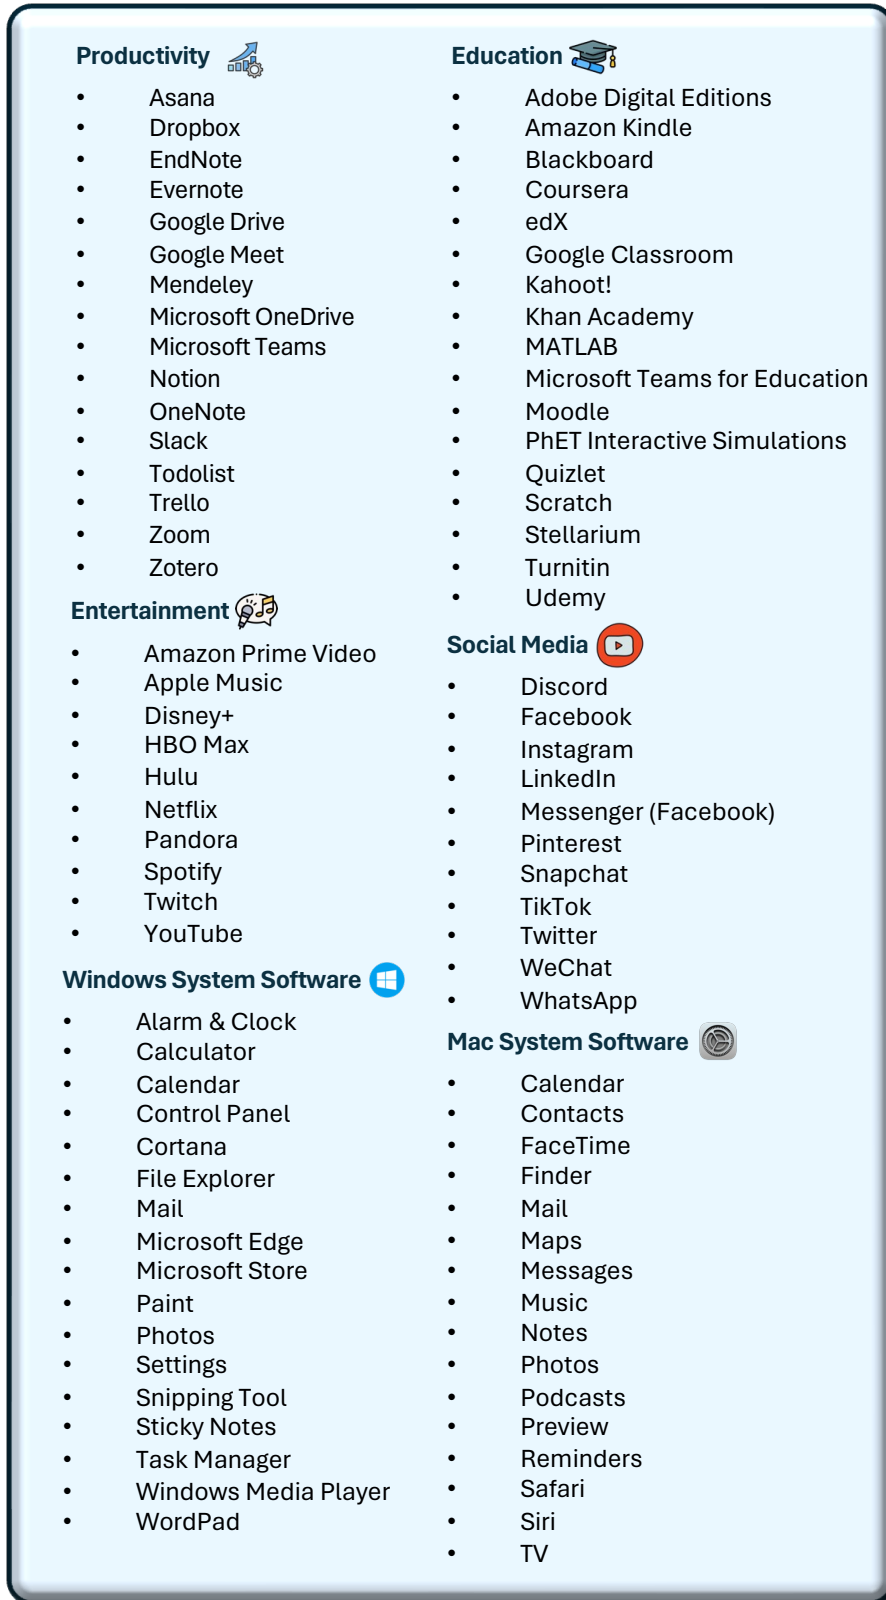 Productivity
• Asana
• Dropbox
• EndNote
• Evernote
• Google Drive
• Google Meet
• Mendeley
• Microsoft OneDrive
• Microsoft Teams
• Notion
• OneNote
• Slack
• Todolist
• Trello
• Zoom
• Zotero
Entertainment
• Amazon Prime Video
• Apple Music
• Disney+
• HBO Max
• Hulu
• Netflix
• Pandora
• Spotify
• Twitch
• YouTube
Windows System Software
• Alarm & Clock
• Calculator
• Calendar
• Control Panel
• Cortana
• File Explorer
• Mail
• Microsoft Edge
• Microsoft Store
• Paint
• Photos
• Settings
• Snipping Tool
• Sticky Notes
• Task Manager
• Windows Media Player
• WordPad
Education
• Adobe Digital Editions
• Amazon Kindle
• Blackboard
• Coursera
• edX
• Google Classroom
• Kahoot!
• Khan Academy
• MATLAB
• Microsoft Teams for Education
• Moodle
• PhET Interactive Simulations
• Quizlet
• Scratch
• Stellarium
• Turnitin
• Udemy
Social Media
• Discord
• Facebook
• Instagram
• LinkedIn
• Messenger (Facebook)
• Pinterest
• Snapchat
• TikTok
• Twitter
• WeChat
• WhatsApp
Mac System Software
• Calendar
• Contacts
• FaceTime
• Finder
• Mail
• Maps
• Messages
• Music
• Notes
• Photos
• Podcasts
• Preview
• Reminders
• Safari
• Siri
• TV